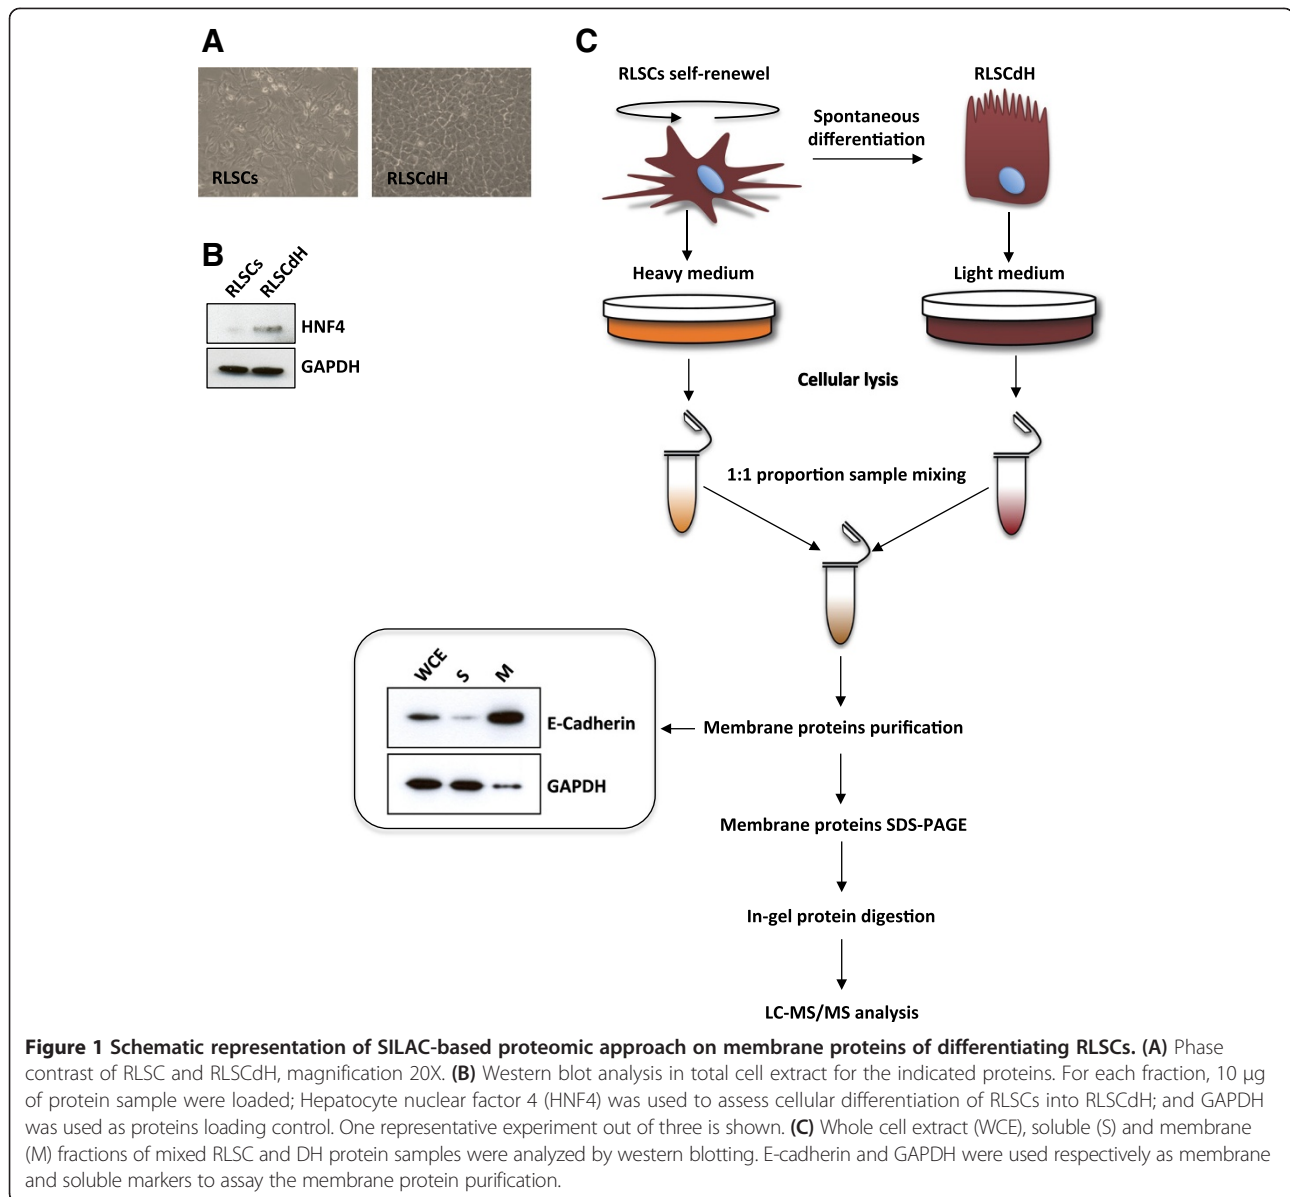 A
RLSCs
RLSCdH
B
RLSCs
RLSCdH
HNF4
GAPDH
C
RLSCs self-renewel
RLSCdH
Spontaneous
differentiation
Heavy medium
Light medium
Cellular lysis
1:1 proportion sample mixing
WCE
S
M
E-Cadherin
GAPDH
Membrane proteins purification
Membrane proteins SDS-PAGE
In-gel protein digestion
LC-MS/MS analysis
Figure 1 Schematic representation of SILAC-based proteomic approach on membrane proteins of differentiating RLSCs. (A) Phase
contrast of RLSC and RLSCdH, magnification 20X. (B) Western blot analysis in total cell extract for the indicated proteins. For each fraction, 10 μg
of protein sample were loaded; Hepatocyte nuclear factor 4 (HNF4) was used to assess cellular differentiation of RLSCs into RLSCdH; and GAPDH
was used as proteins loading control. One representative experiment out of three is shown. (C) Whole cell extract (WCE), soluble (S) and membrane
(M) fractions of mixed RLSC and DH protein samples were analyzed by western blotting. E-cadherin and GAPDH were used respectively as membrane
and soluble markers to assay the membrane protein purification.